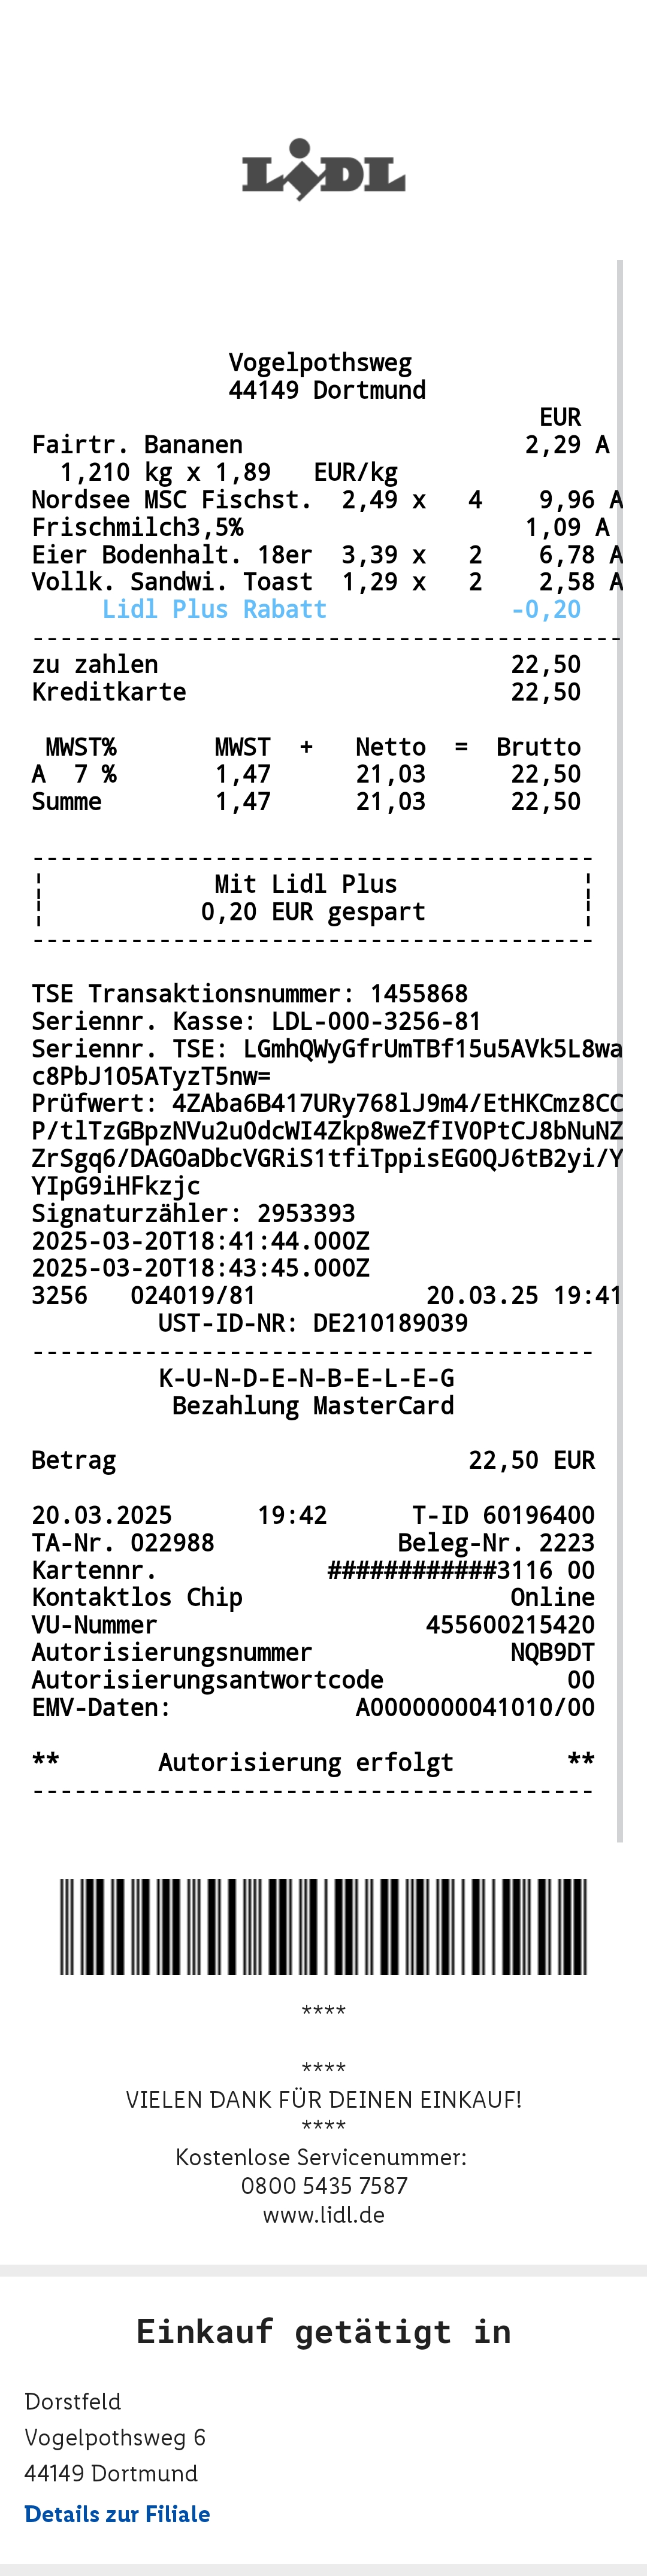 LIDL
Vogelpothsweg
44149 Dortmund
EUR
Fairtr. Bananen 2,29 A
1,210 kg x 1,89 EUR/kg
Nordsee MSC Fischst. 2,49 x 4 9,96 A
Frischmilch3,5% 1,09 A
Eier Bodenhalt. 18er 3,39 x 2 6,78 A
Vollk. Sandwi. Toast 1,29 x 2 2,58 A
Lidl Plus Rabatt -0,20
------------------------------------------
zu zahlen 22,50
Kreditkarte 22,50
MWST% MWST + Netto = Brutto
A 7 % 1,47 21,03 22,50
Summe 1,47 21,03 22,50
----------------------------------------
¦ Mit Lidl Plus ¦
¦ 0,20 EUR gespart ¦
----------------------------------------
TSE Transaktionsnummer: 1455868
Seriennr. Kasse: LDL-000-3256-81
Seriennr. TSE: LGmhQWyGfrUmTBf15u5AVk5L8wa
c8PbJ1O5ATyzT5nw=
Prüfwert: 4ZAba6B417URy768lJ9m4/EtHKCmz8CC
P/tlTzGBpzNVu2u0dcWI4Zkp8weZfIV0PtCJ8bNuNZ
ZrSgq6/DAGOaDbcVGRiS1tfiTppisEG0QJ6tB2yi/Y
YIpG9iHFkzjc
Signaturzähler: 2953393
2025-03-20T18:41:44.000Z
2025-03-20T18:43:45.000Z
3256 024019/81 20.03.25 19:41
UST-ID-NR: DE210189039
----------------------------------------
K-U-N-D-E-N-B-E-L-E-G
Bezahlung MasterCard
Betrag 22,50 EUR
20.03.2025 19:42 T-ID 60196400
TA-Nr. 022988 Beleg-Nr. 2223
Kartennr. ############3116 00
Kontaktlos Chip Online
VU-Nummer 455600215420
Autorisierungsnummer NQB9DT
Autorisierungsantwortcode 00
EMV-Daten: A0000000041010/00
** Autorisierung erfolgt **
----------------------------------------
****
****
VIELEN DANK FÜR DEINEN EINKAUF!
****
Kostenlose Servicenummer:
0800 5435 7587
www.lidl.de
Einkauf getätigt in
Dorstfeld
Vogelpothsweg 6
44149 Dortmund
Details zur Filiale